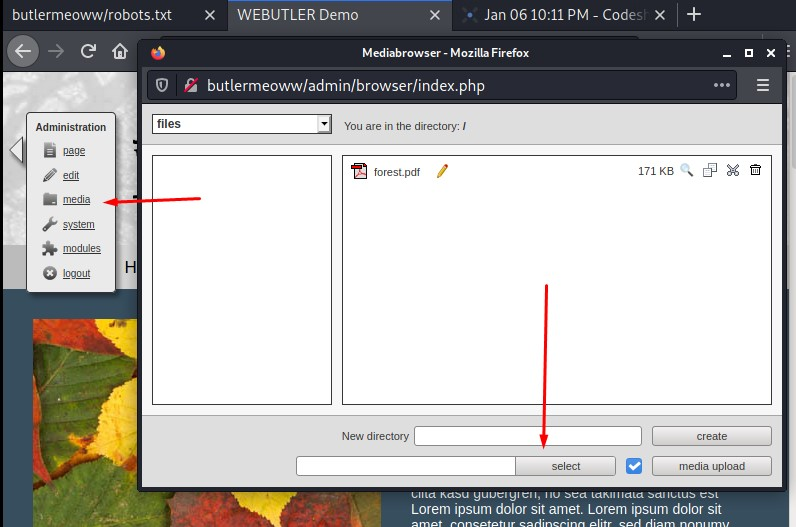 butlermeoww/robots.txt
WEBUTLER Demo
Jan 06 10:11 PM - Codesh
Mediabrowser - Mozilla Firefox
butlermeoww/admin/browser/index.php
files
You are in the directory: /
Administration
page
edit
media
system
modules
logout
forest.pdf
171 KB
New directory
create
select
media upload
clita kasd gubergren, no sea takimata sanctus est
Lorem ipsum dolor sit amet. Lorem ipsum dolor sit
amet, consetetur sadipscing elitr, sed diam nonumy